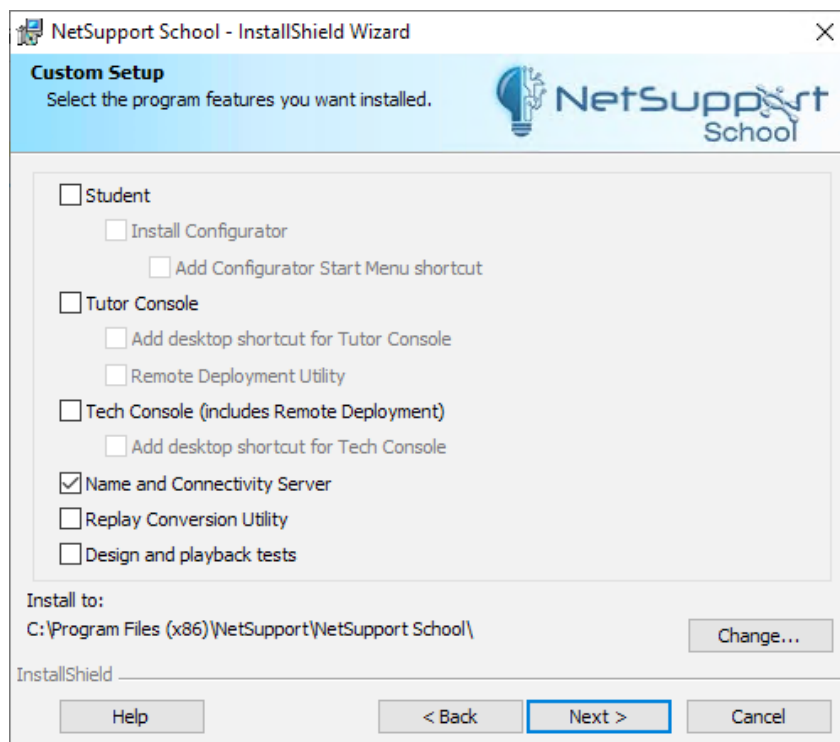 NetSupport School - InstallShield Wizard
Custom Setup
Select the program features you want installed.
NetSupport
School
Student
Install Configurator
Add Configurator Start Menu shortcut
Tutor Console
Add desktop shortcut for Tutor Console
Remote Deployment Utility
Tech Console (includes Remote Deployment)
Add desktop shortcut for Tech Console
Name and Connectivity Server
Replay Conversion Utility
Design and playback tests
Install to:
C:\Program Files (x86)\NetSupport\NetSupport School\
Change...
InstallShield
Help
< Back
Next >
Cancel